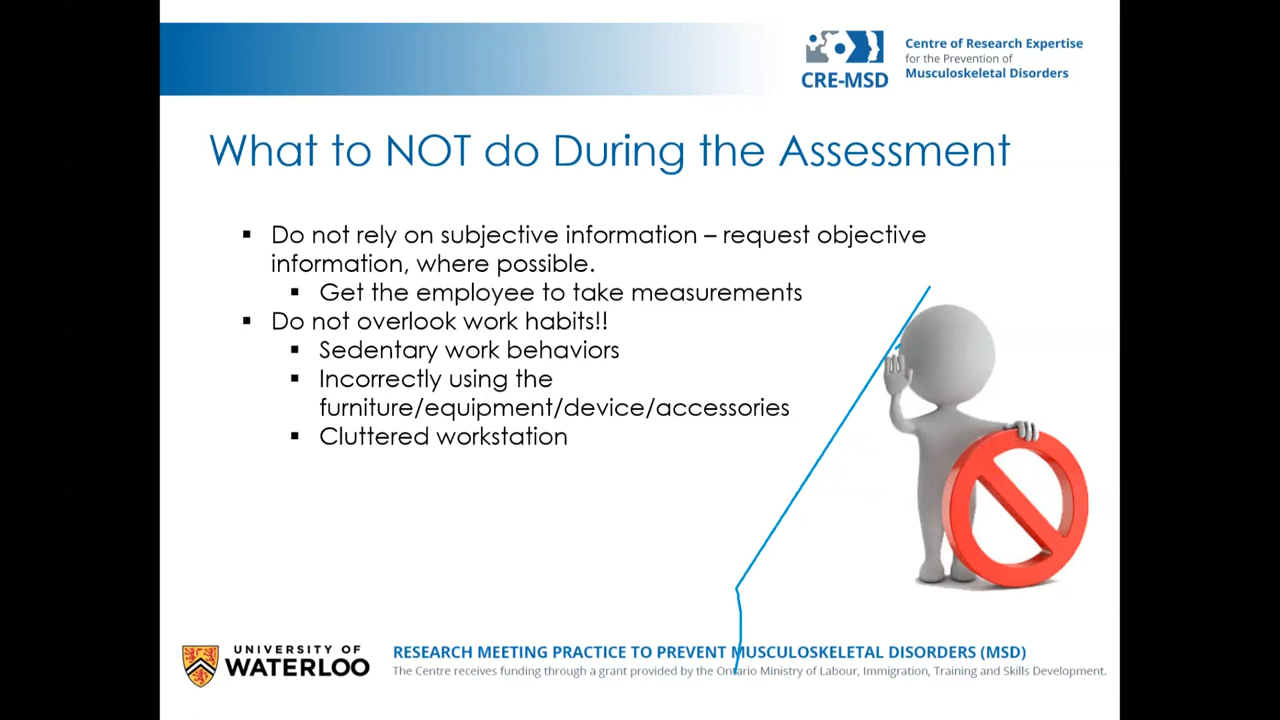 CRE-MSD
Centre of Research Expertise
for the Prevention of
Musculoskeletal Disorders
What to NOT do During the Assessment
▪ Do not rely on subjective information – request objective
information, where possible.
▪ Get the employee to take measurements
▪ Do not overlook work habits!!
▪ Sedentary work behaviors
▪ Incorrectly using the
furniture/equipment/device/accessories
▪ Cluttered workstation
UNIVERSITY OF
WATERLOO
RESEARCH MEETING PRACTICE TO PREVENT MUSCULOSKELETAL DISORDERS (MSD)
The Centre receives funding through a grant provided by the Ontario Ministry of Labour, Immigration, Training and Skills Development.